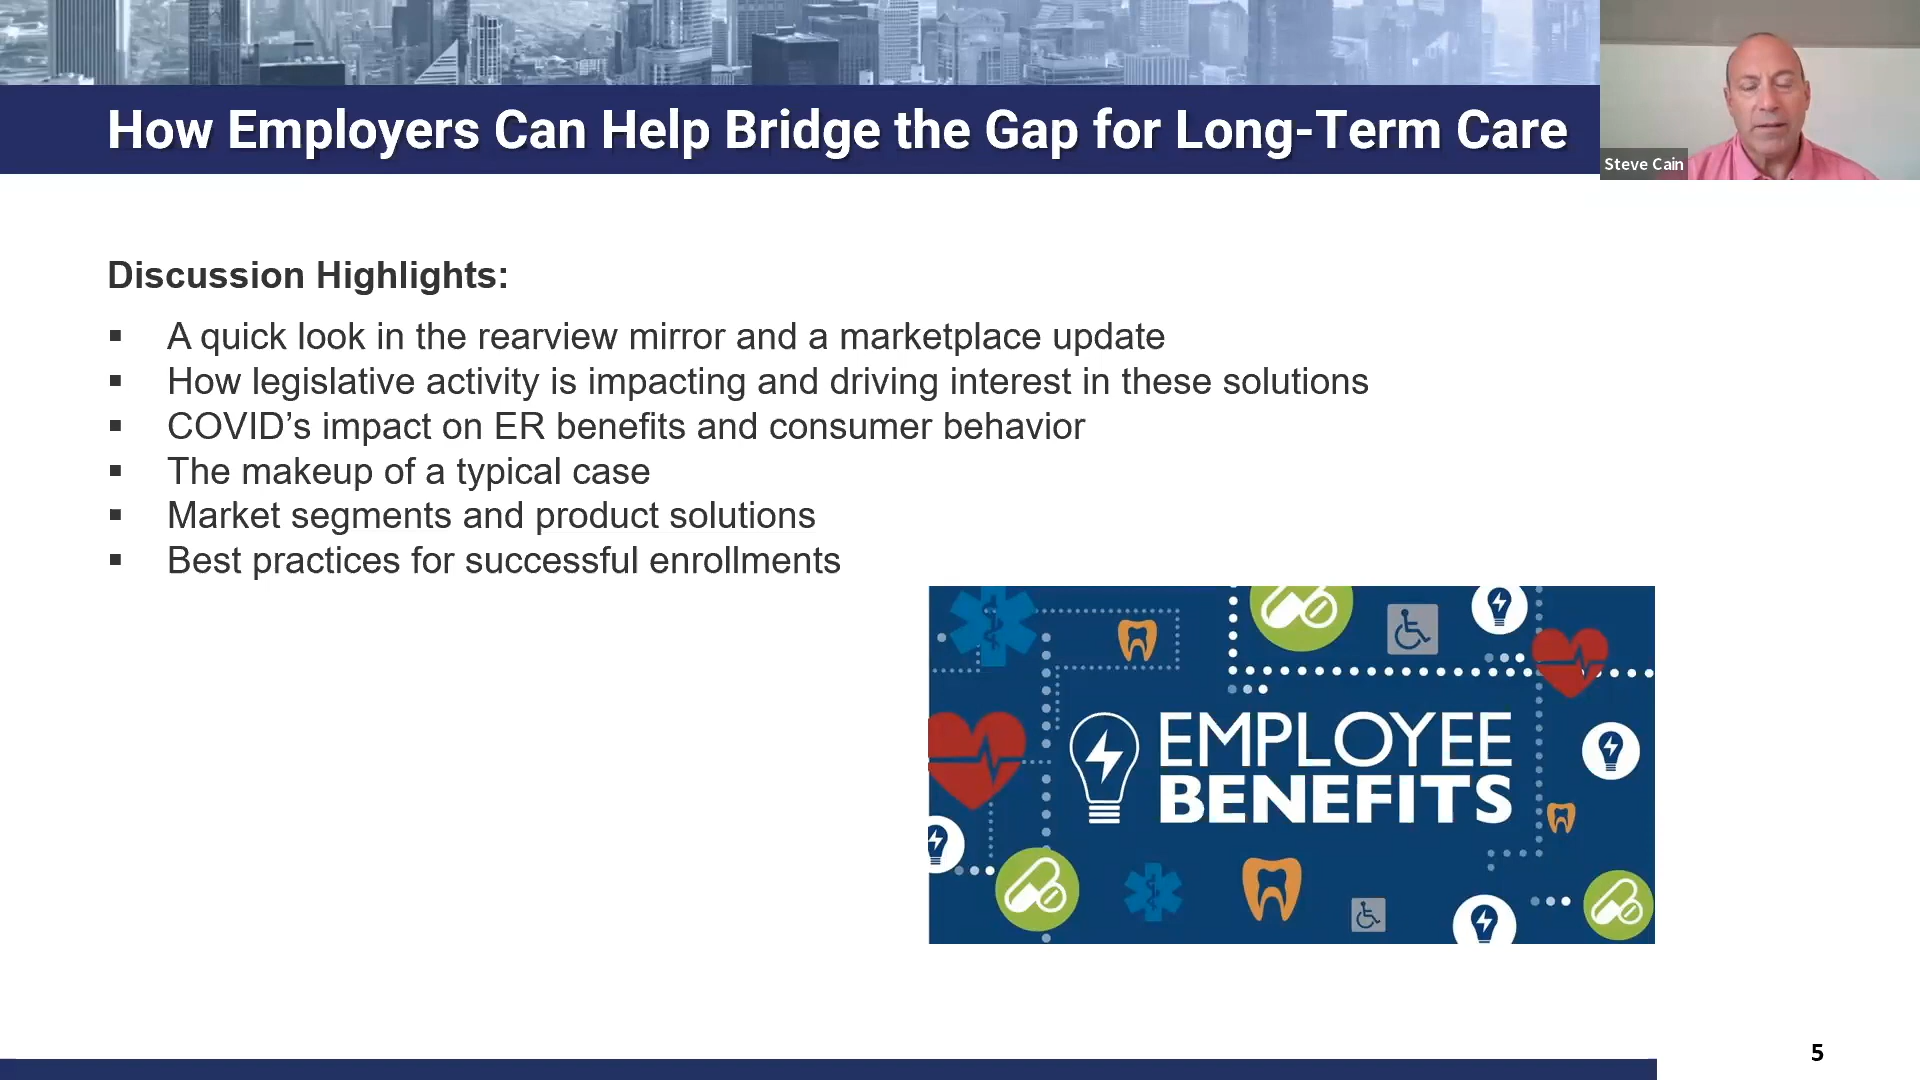 How Employers Can Help Bridge the Gap for Long-Term Care
Steve Cain
Discussion Highlights:
▪ A quick look in the rearview mirror and a marketplace update
▪ How legislative activity is impacting and driving interest in these solutions
▪ COVID’s impact on ER benefits and consumer behavior
▪ The makeup of a typical case
▪ Market segments and product solutions
▪ Best practices for successful enrollments
EMPLOYEE
BENEFITS
5